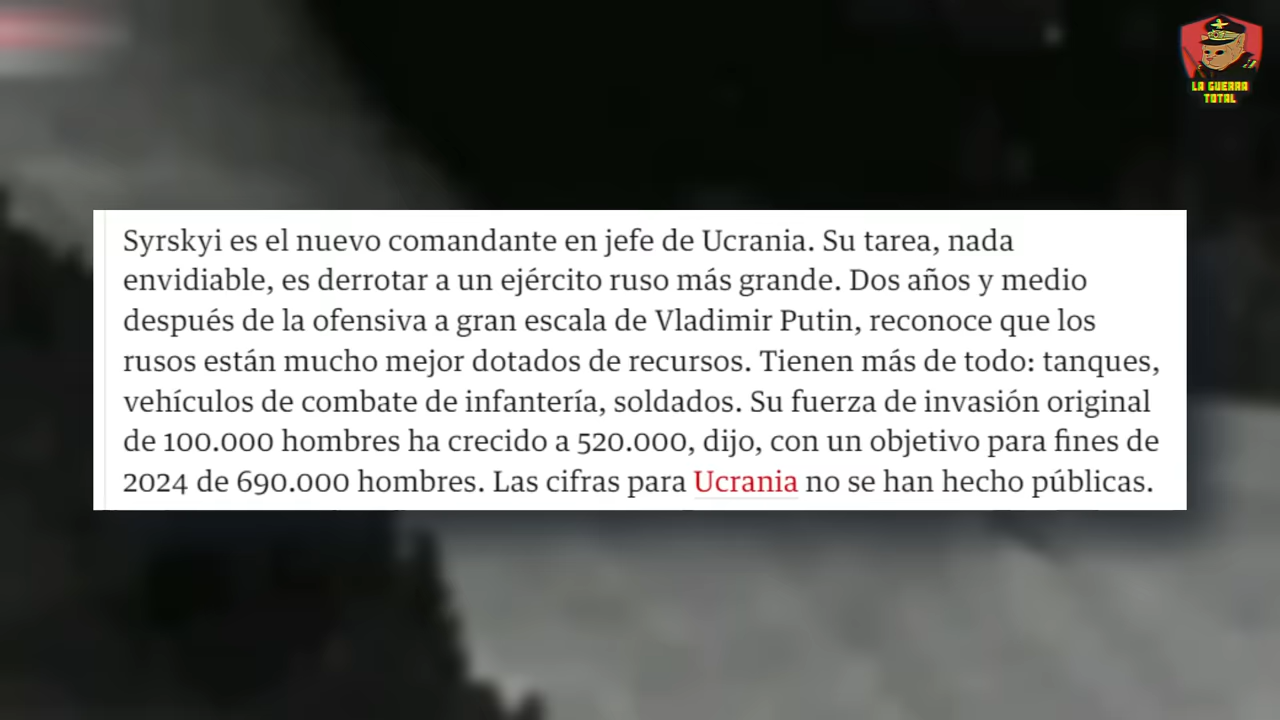 LA GUERRA
TOTAL
Syrskyi es el nuevo comandante en jefe de Ucrania. Su tarea, nada
envidiable, es derrotar a un ejército ruso más grande. Dos años y medio
después de la ofensiva a gran escala de Vladimir Putin, reconoce que los
rusos están mucho mejor dotados de recursos. Tienen más de todo: tanques,
vehículos de combate de infantería, soldados. Su fuerza de invasión original
de 100.000 hombres ha crecido a 520.000, dijo, con un objetivo para fines de
2024 de 690.000 hombres. Las cifras para Ucrania no se han hecho públicas.